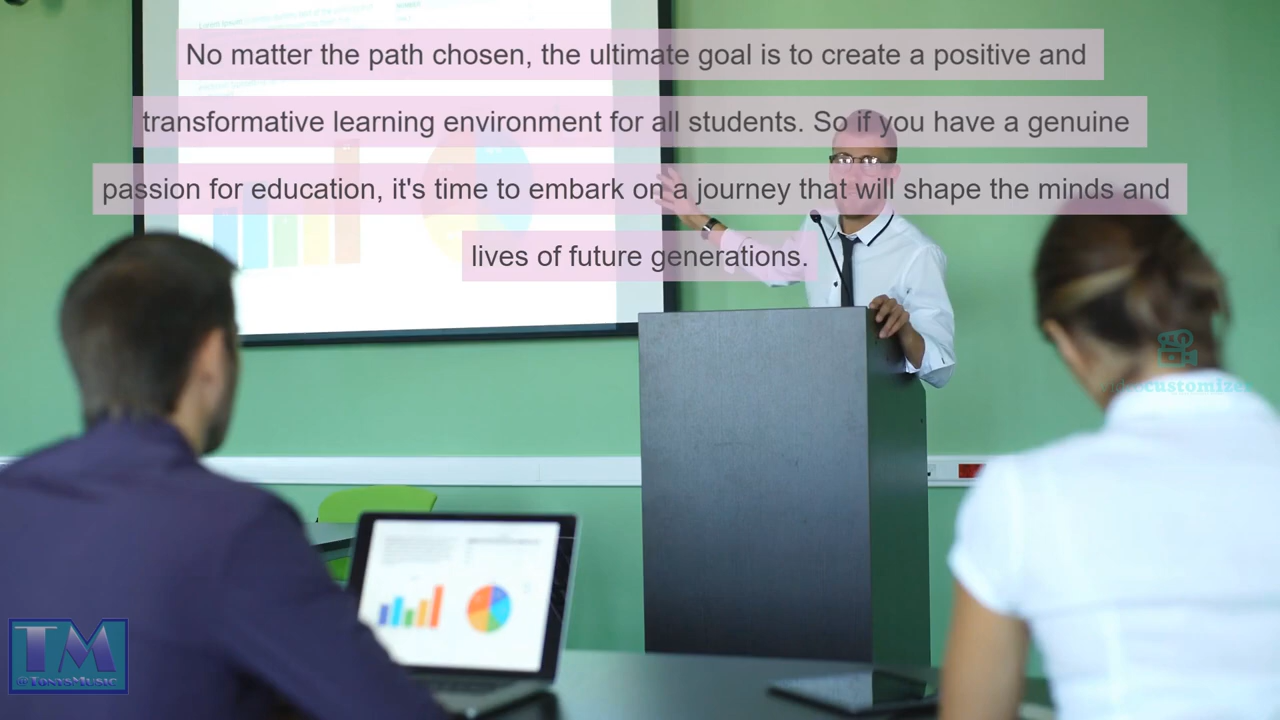 No matter the path chosen, the ultimate goal is to create a positive and
transformative learning environment for all students. So if you have a genuine
passion for education, it's time to embark on a journey that will shape the minds and
lives of future generations.
TM
@TonysMusic